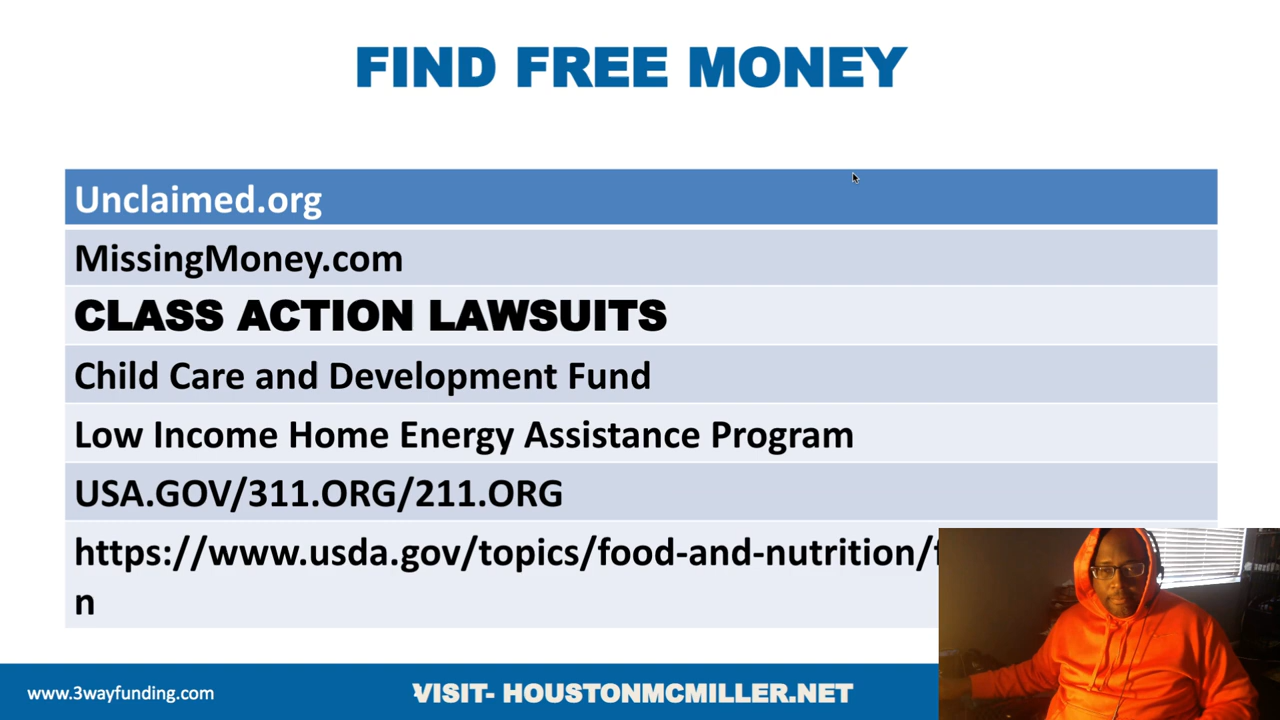 FIND FREE MONEY
Unclaimed.org
MissingMoney.com
CLASS ACTION LAWSUITS
Child Care and Development Fund
Low Income Home Energy Assistance Program
USA.GOV/311.ORG/211.ORG
https://www.usda.gov/topics/food-and-nutrition/
n
www.3wayfunding.com
VISIT- HOUSTONMCMILLER.NET